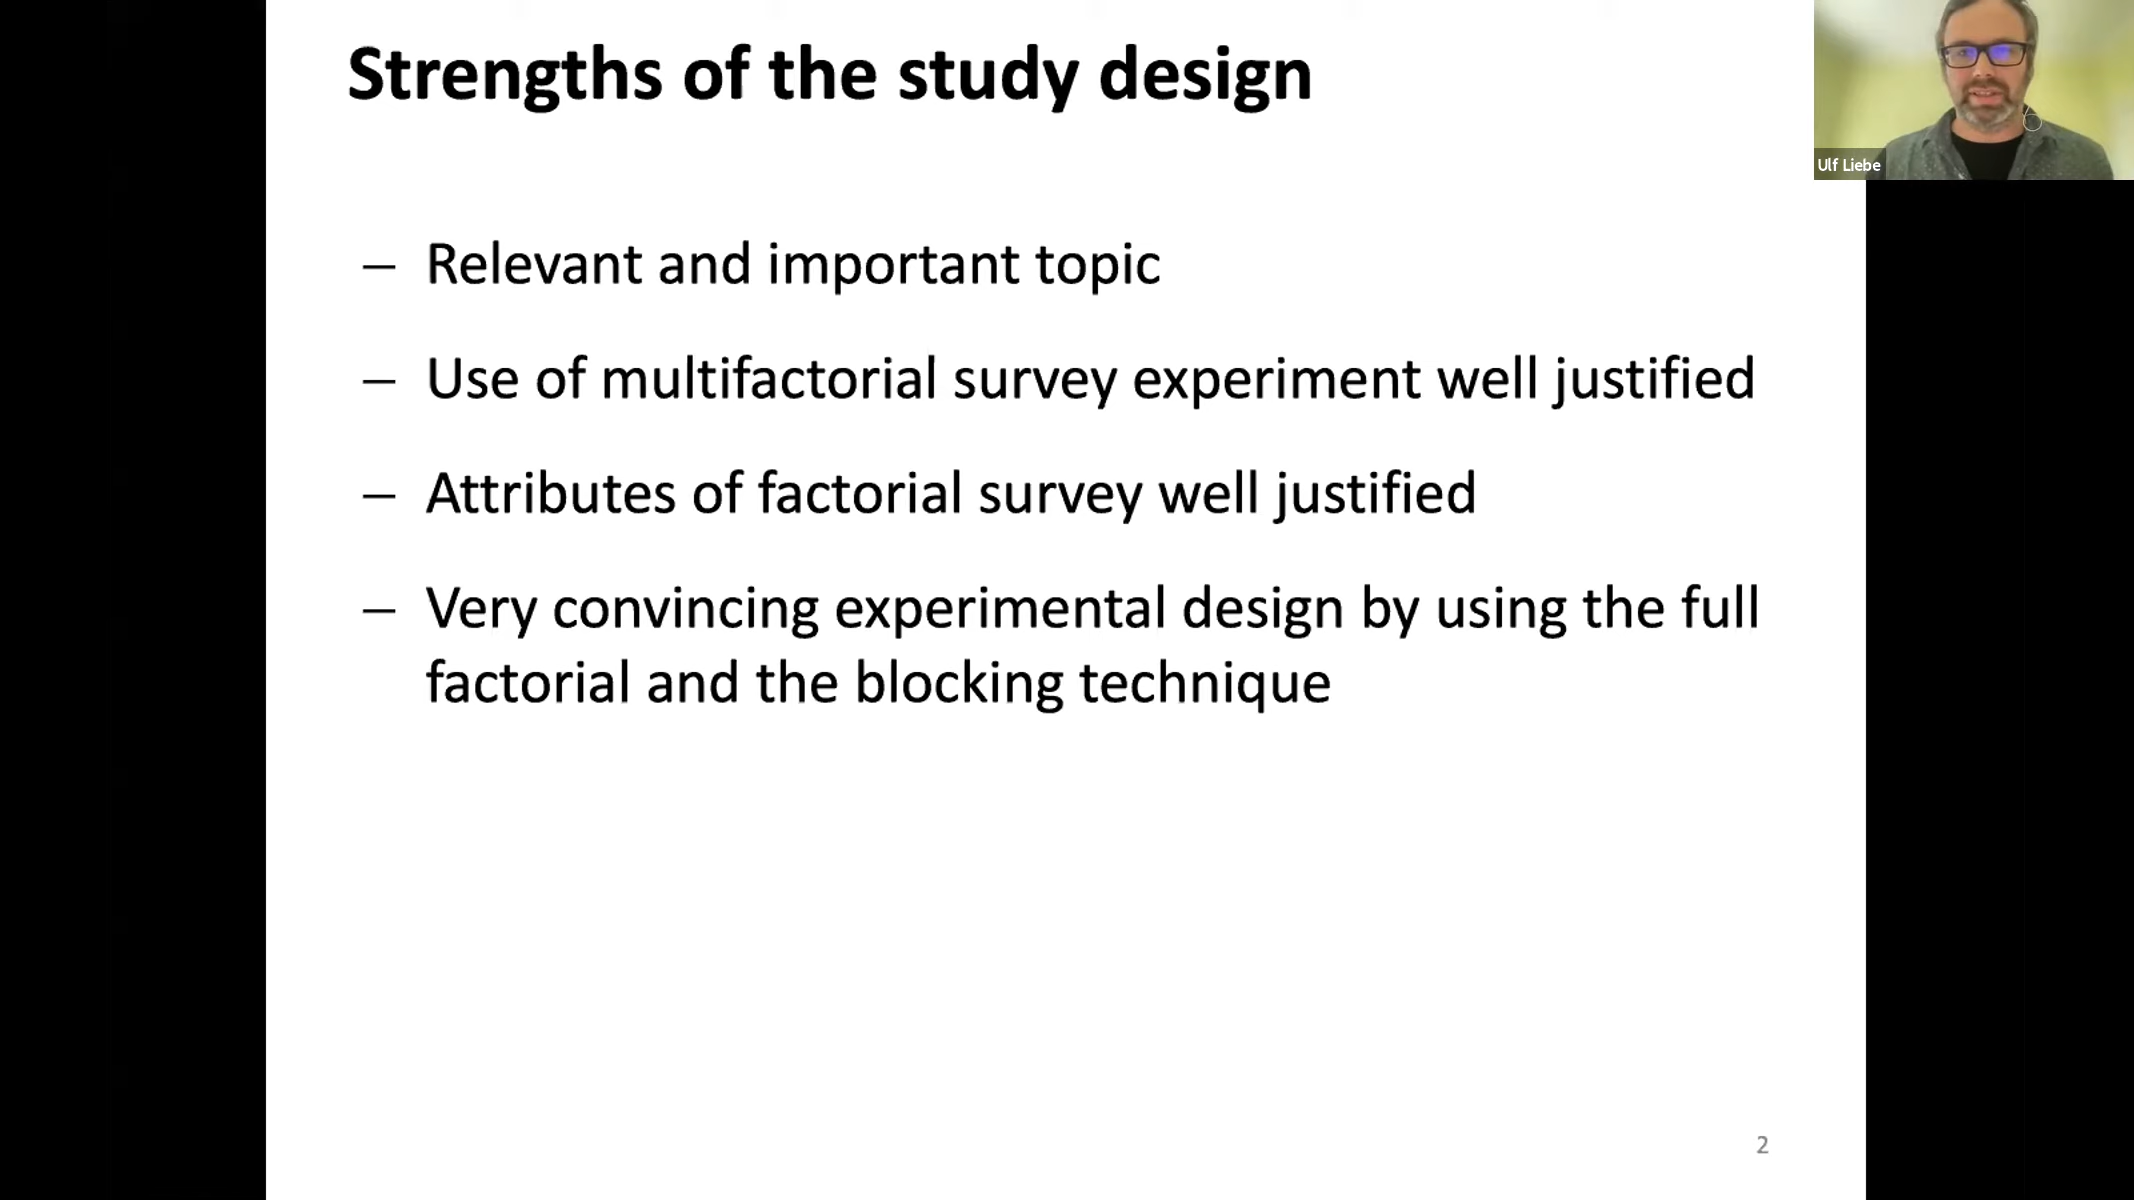 Strengths of the study design
Ulf Liebe
– Relevant and important topic
– Use of multifactorial survey experiment well justified
– Attributes of factorial survey well justified
– Very convincing experimental design by using the full
factorial and the blocking technique
2